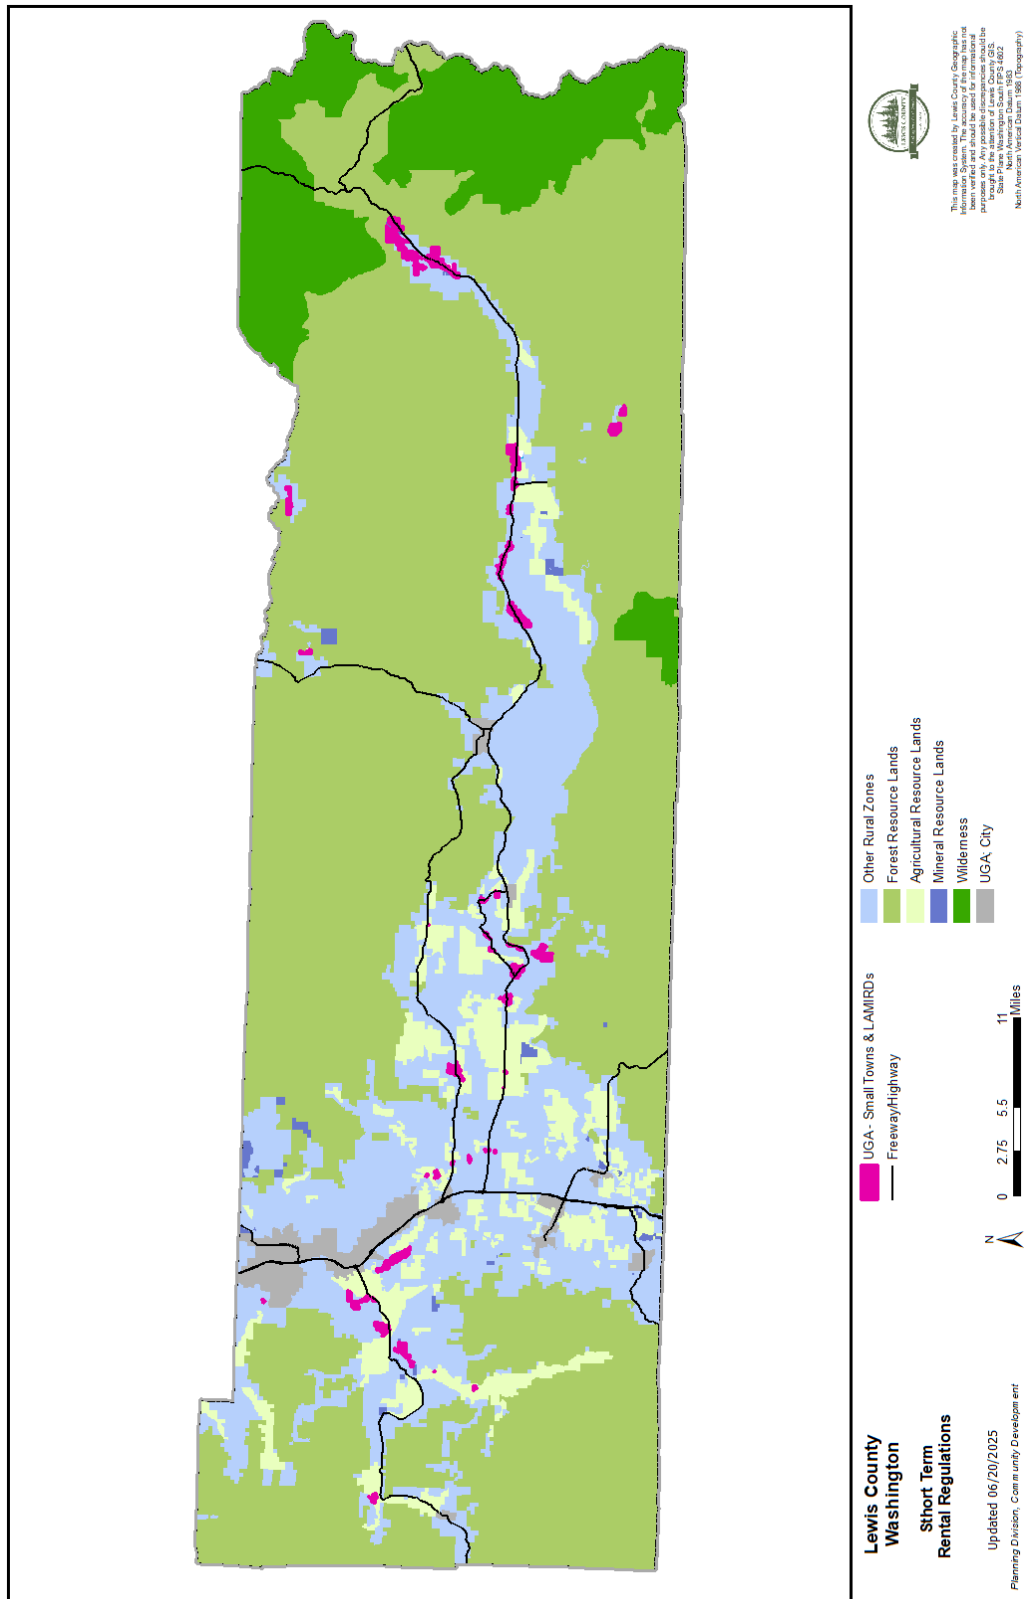 Lewis County
Washington
Sthort Term
Rental Regulations
Updated 06/20/2025
Planning Division, Community Development
UGA - Small Towns & LAMIRDs
Freeway/Highway
N
0 2.75 5.5 11
Miles
Other Rural Zones
Forest Resource Lands
Agricultural Resource Lands
Mineral Resource Lands
Wilderness
UGA; City
LEWIS COUNTY
This map was created by Lewis County Geographic
Information System. The accuracy of the map has not
been verified and should be used for informational
purposes only. Any possible discrepancies should be
brought to the attention of Lewis County GIS.
State Plane Washington South FIPS 4602
North American Datum 1983
North American Vertical Datum 1988 (Topography)